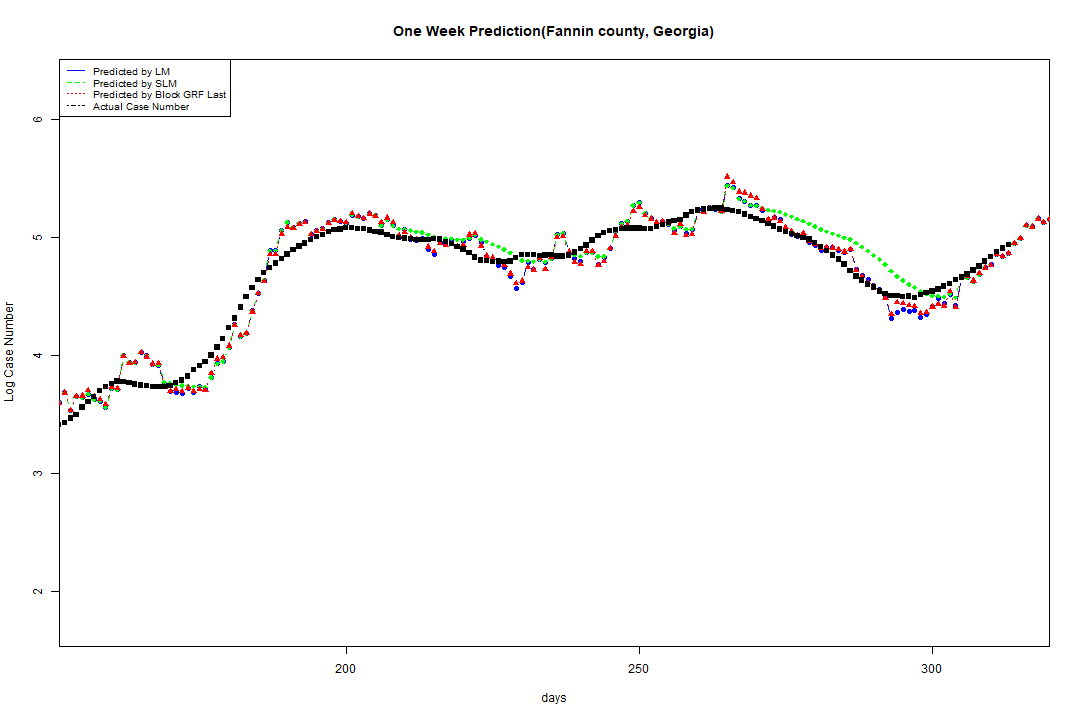 One Week Prediction(Fannin county, Georgia)
Predicted by LM
Predicted by SLM
Predicted by Block GRF Last
Actual Case Number
6
5
4
3
2
Log Case Number
200 250 300
days